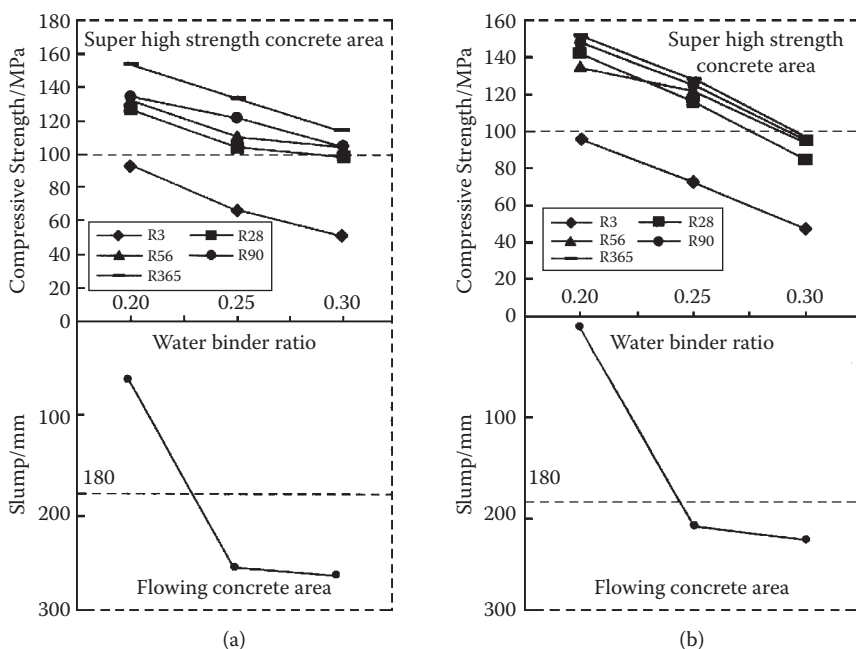 180
160
140
120
100
80
60
40
20
0
Compressive Strength/MPa
Super high strength concrete area
R3
R28
R56
R90
R365
0.20
0.25
0.30
Water binder ratio
100
200
300
Slump/mm
180
Flowing concrete area
(a)
160
140
120
100
80
60
40
20
0
Compressive Strength/MPa
Super high strength
concrete area
R3
R28
R56
R90
R365
0.20
0.25
0.30
Water binder ratio
100
200
300
Slump/mm
180
Flowing concrete area
(b)